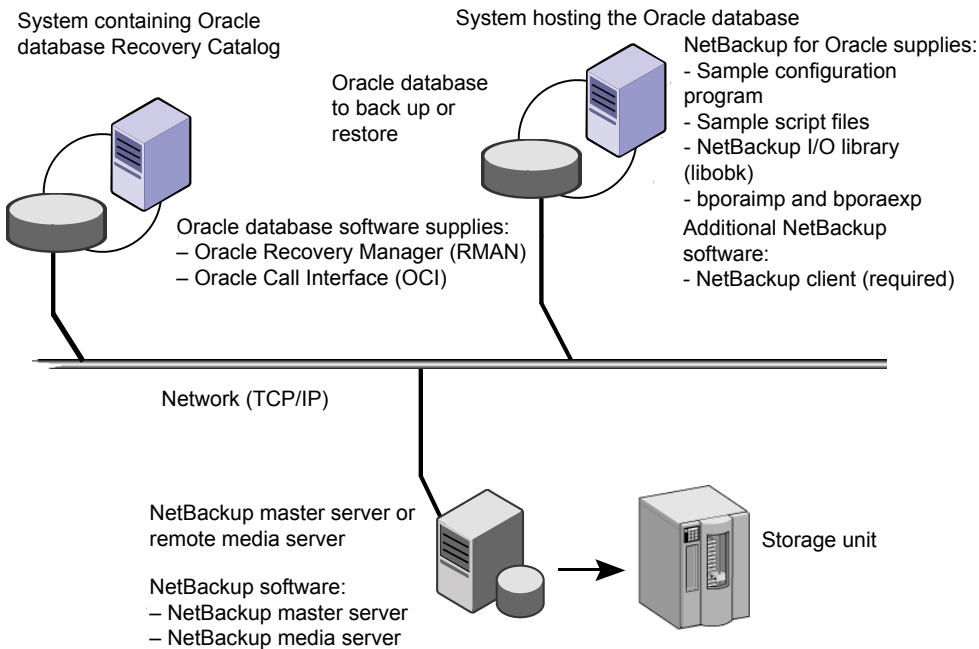 System containing Oracle
database Recovery Catalog
System hosting the Oracle database
Oracle database
to back up or
restore
NetBackup for Oracle supplies:
- Sample configuration
program
- Sample script files
- NetBackup I/O library
(libobk)
- bporaimp and bporaexp
Additional NetBackup
software:
- NetBackup client (required)
Oracle database software supplies:
– Oracle Recovery Manager (RMAN)
– Oracle Call Interface (OCI)
Network (TCP/IP)
NetBackup master server or
remote media server
NetBackup software:
– NetBackup master server
– NetBackup media server
Storage unit